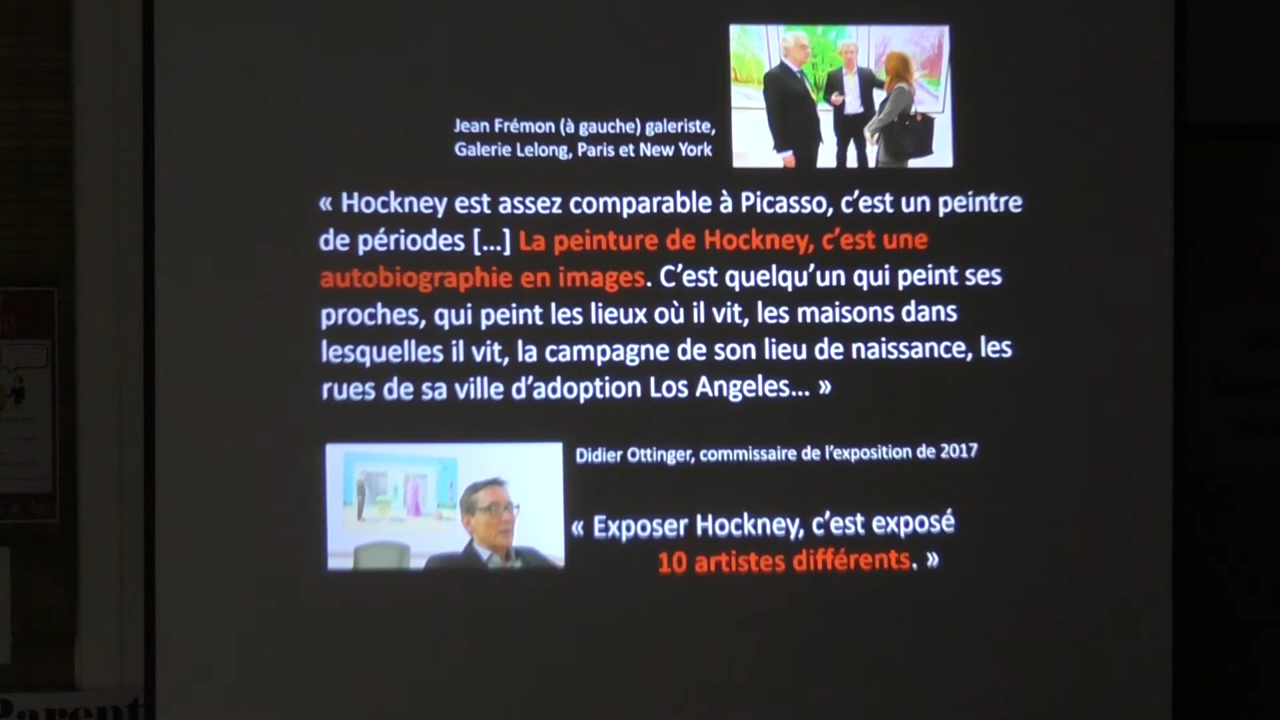 Jean Frémon (à gauche) galeriste,
Galerie Lelong, Paris et New York
« Hockney est assez comparable à Picasso, c’est un peintre
de périodes [...] La peinture de Hockney, c’est une
autobiographie en images. C’est quelqu’un qui peint ses
proches, qui peint les lieux où il vit, les maisons dans
lesquelles il vit, la campagne de son lieu de naissance, les
rues de sa ville d’adoption Los Angeles... »
Didier Ottinger, commissaire de l’exposition de 2017
« Exposer Hockney, c’est exposé
10 artistes différents. »
Parent